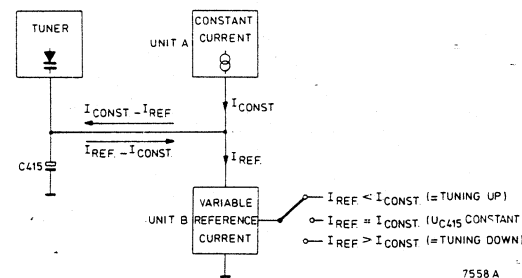 TUNER
CONSTANT
CURRENT
UNIT A
I CONST
I CONST - I REF
I REF. - I CONST.
C415
I REF.
UNIT B
VARIABLE
REFERENCE
CURRENT
I REF < I CONST. (=TUNING UP)
I REF = I CONST. (UC415 CONSTANT
I REF > I CONST (=TUNING DOWN)
7558 A